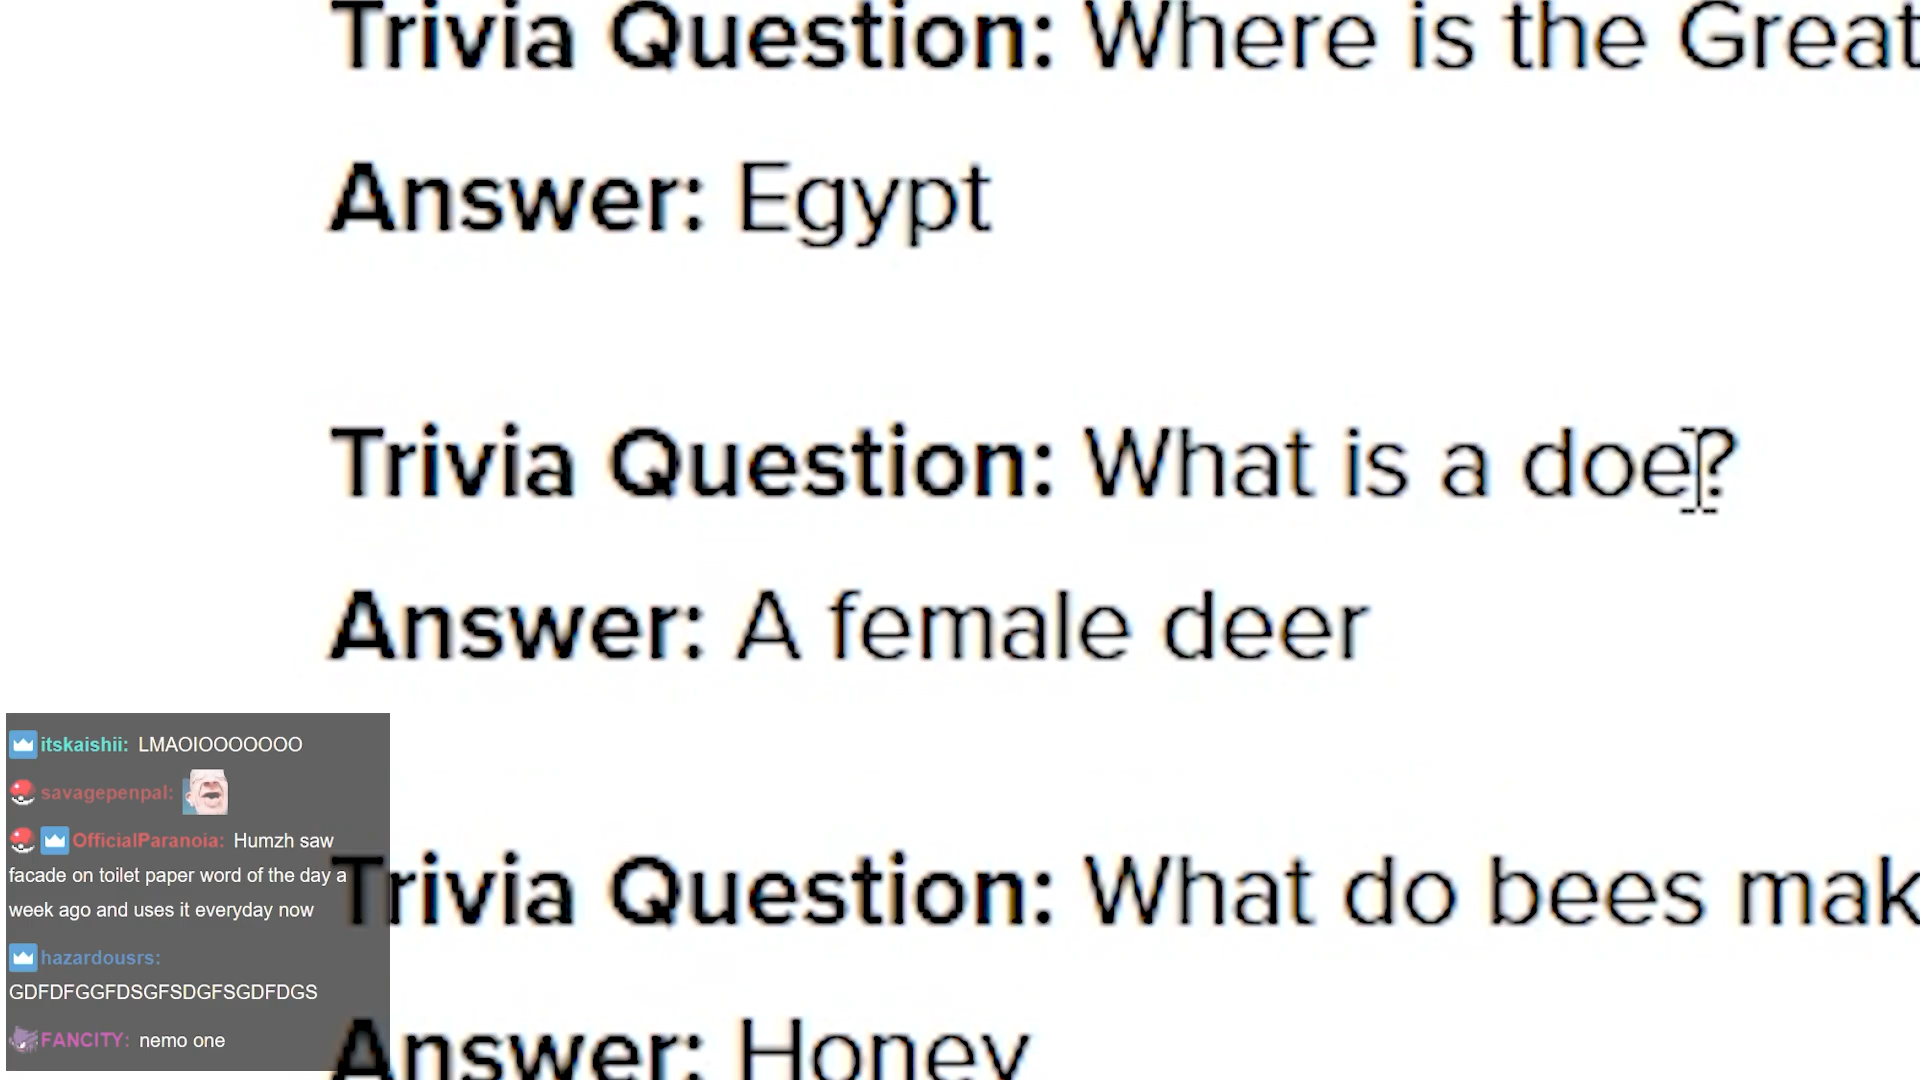 Trivia Question: Where is the Great
Answer: Egypt
Trivia Question: What is a doe?
Answer: A female deer
Trivia Question: What do bees mak
Answer: Honey
itskaishii: LMAOIOOOOOOO
savagepenpal:
OfficialParanoia: Humzh saw
facade on toilet paper word of the day a
week ago and uses it everyday now
hazardousrs:
GDFDFGGFDSGFSDGFSGDFDGS
FANCITY: nemo one